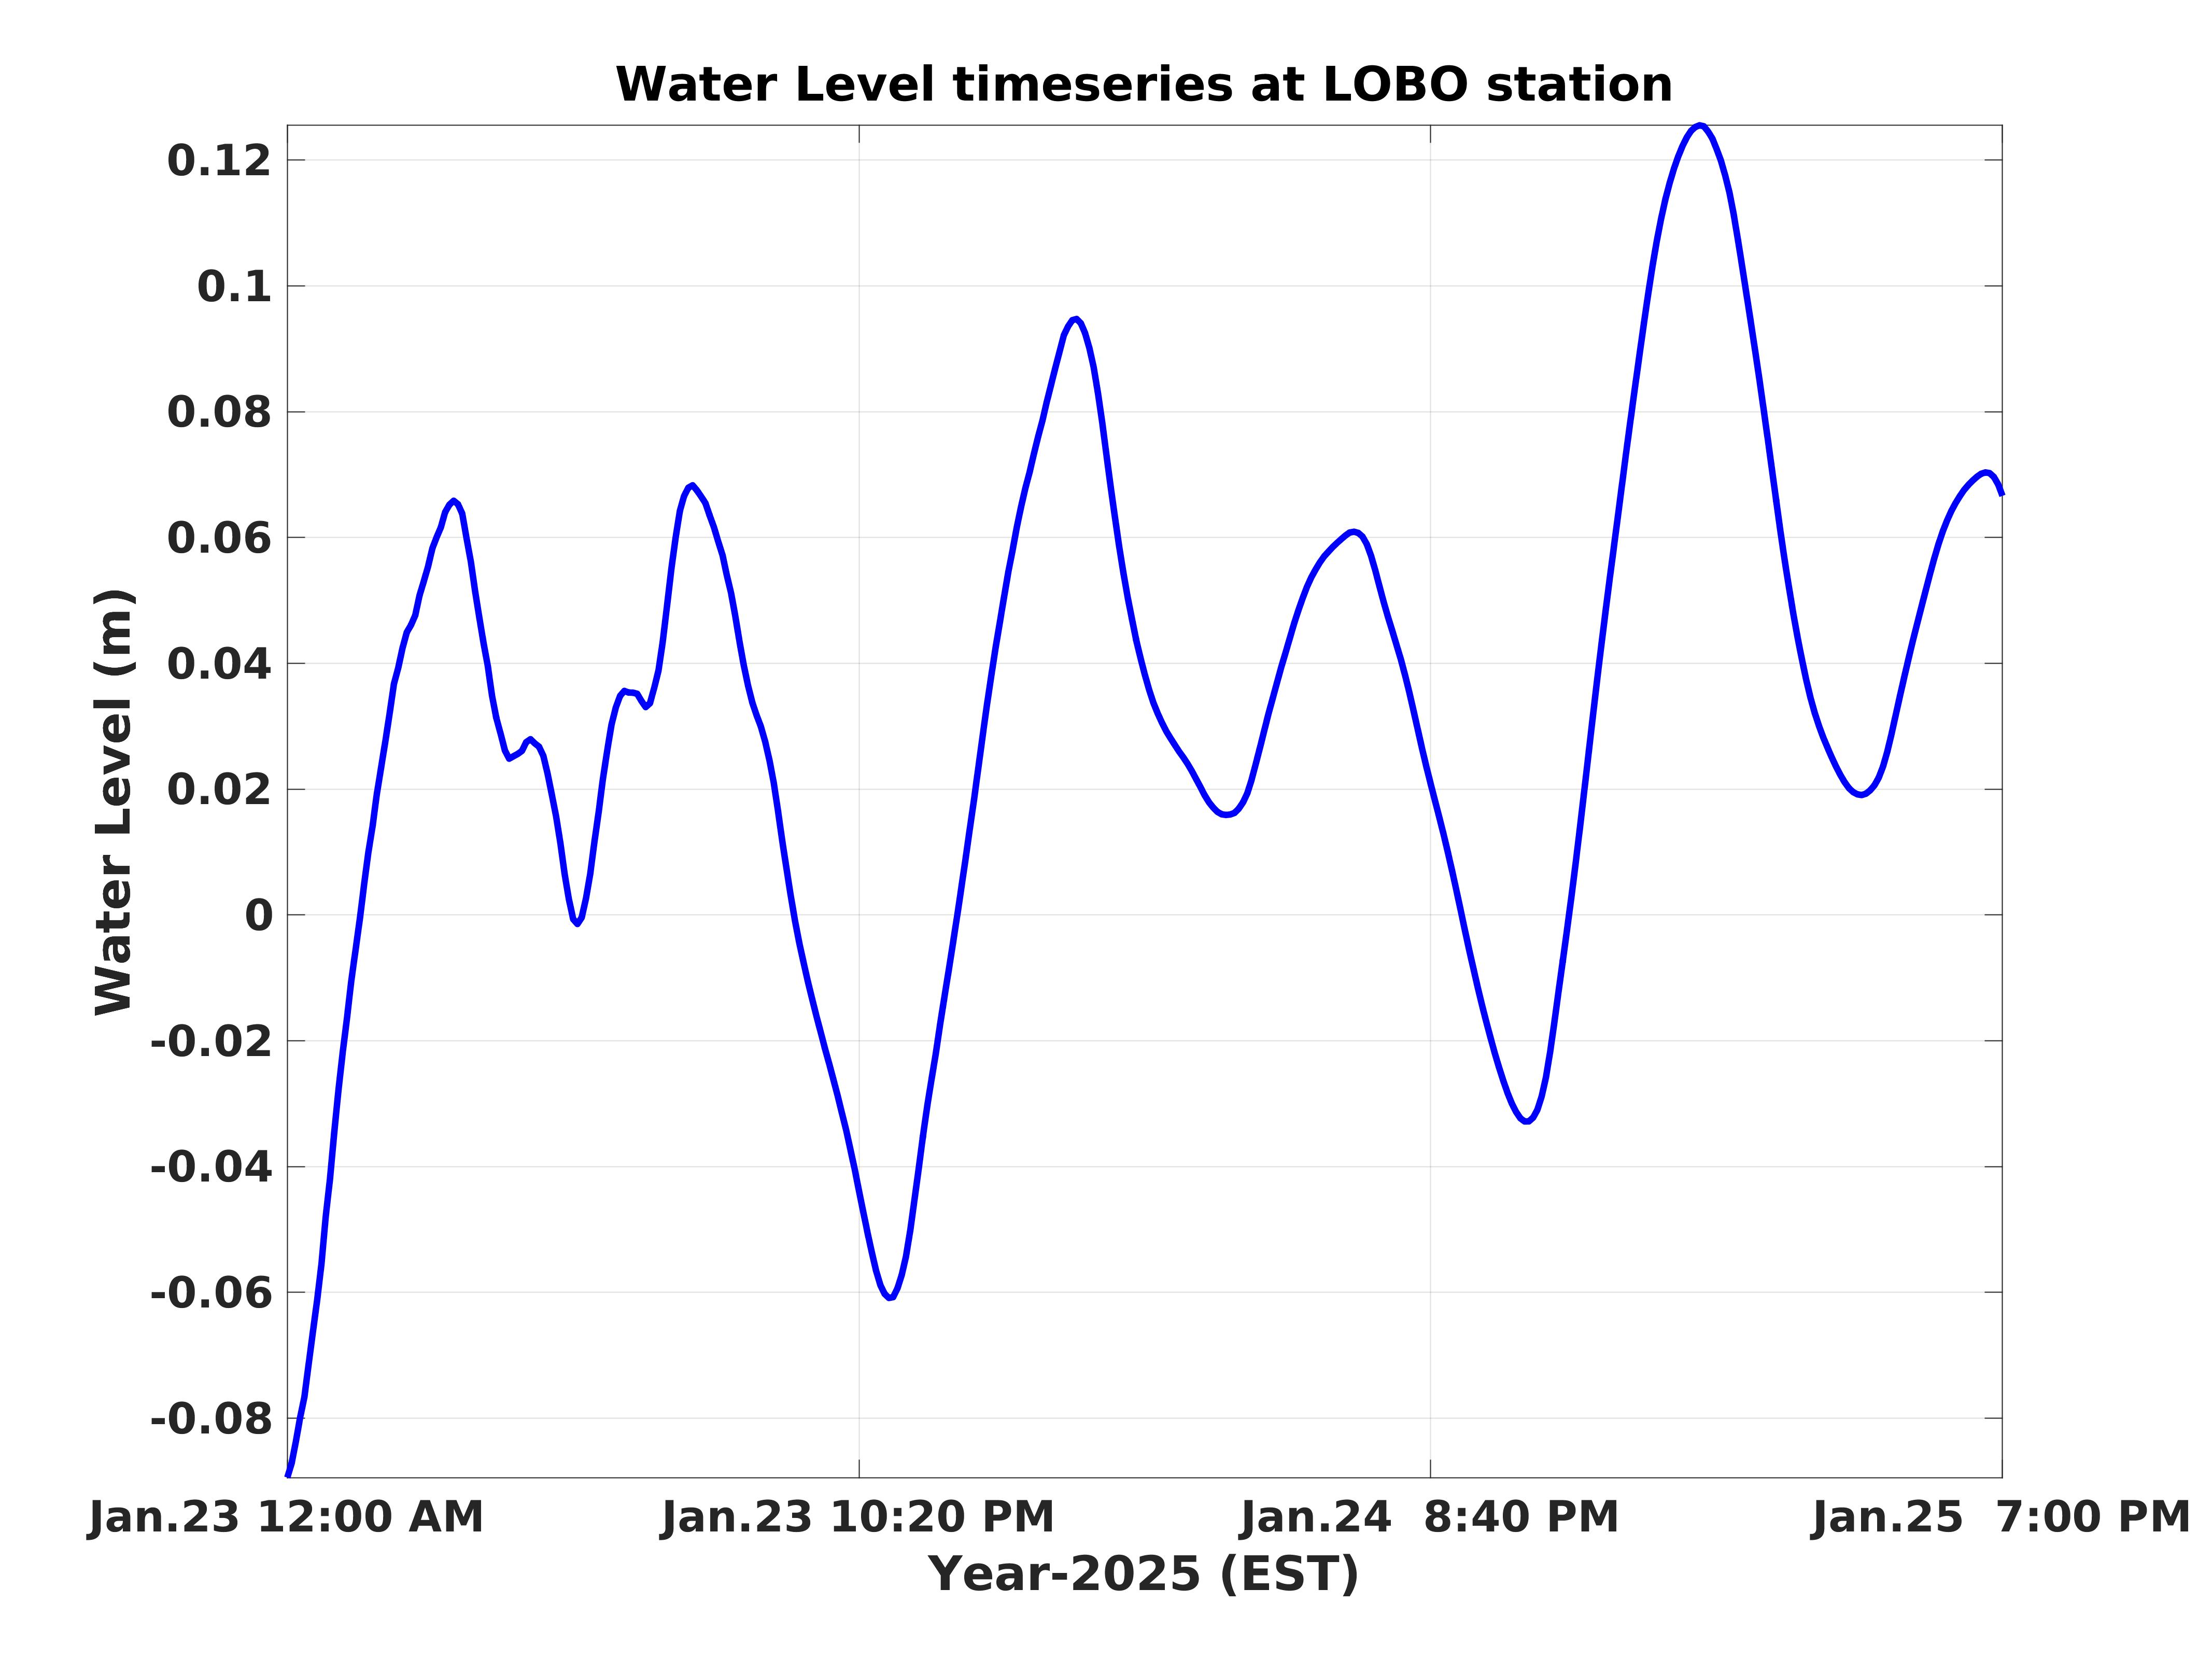 Water Level timeseries at LOBO station
0.12
0.1
0.08
0.06
0.04
0.02
0
-0.02
-0.04
-0.06
-0.08
Water Level (m)
Jan.23 12:00 AM Jan.23 10:20 PM Jan.24  8:40 PM Jan.25  7:00 PM
Year-2025 (EST)